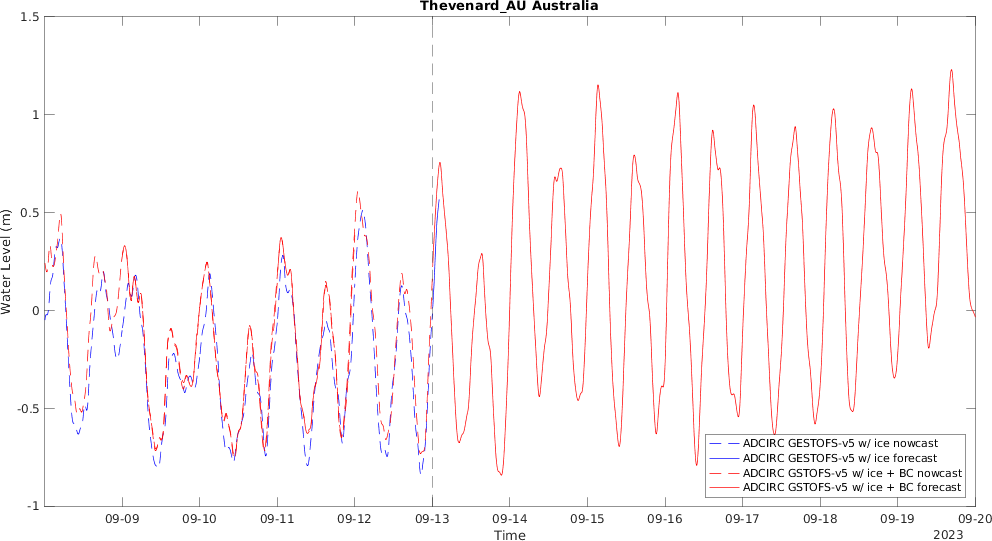 Thevenard_AU Australia
Water Level (m)
1.5
1
0.5
0
-0.5
-1
ADCIRC GESTOFS-v5 w/ ice nowcast
ADCIRC GESTOFS-v5 w/ ice forecast
ADCIRC GSTOFS-v5 w/ ice + BC nowcast
ADCIRC GSTOFS-v5 w/ ice + BC forecast
09-09 09-10 09-11 09-12 09-13 09-14 09-15 09-16 09-17 09-18 09-19 09-20
Time
2023